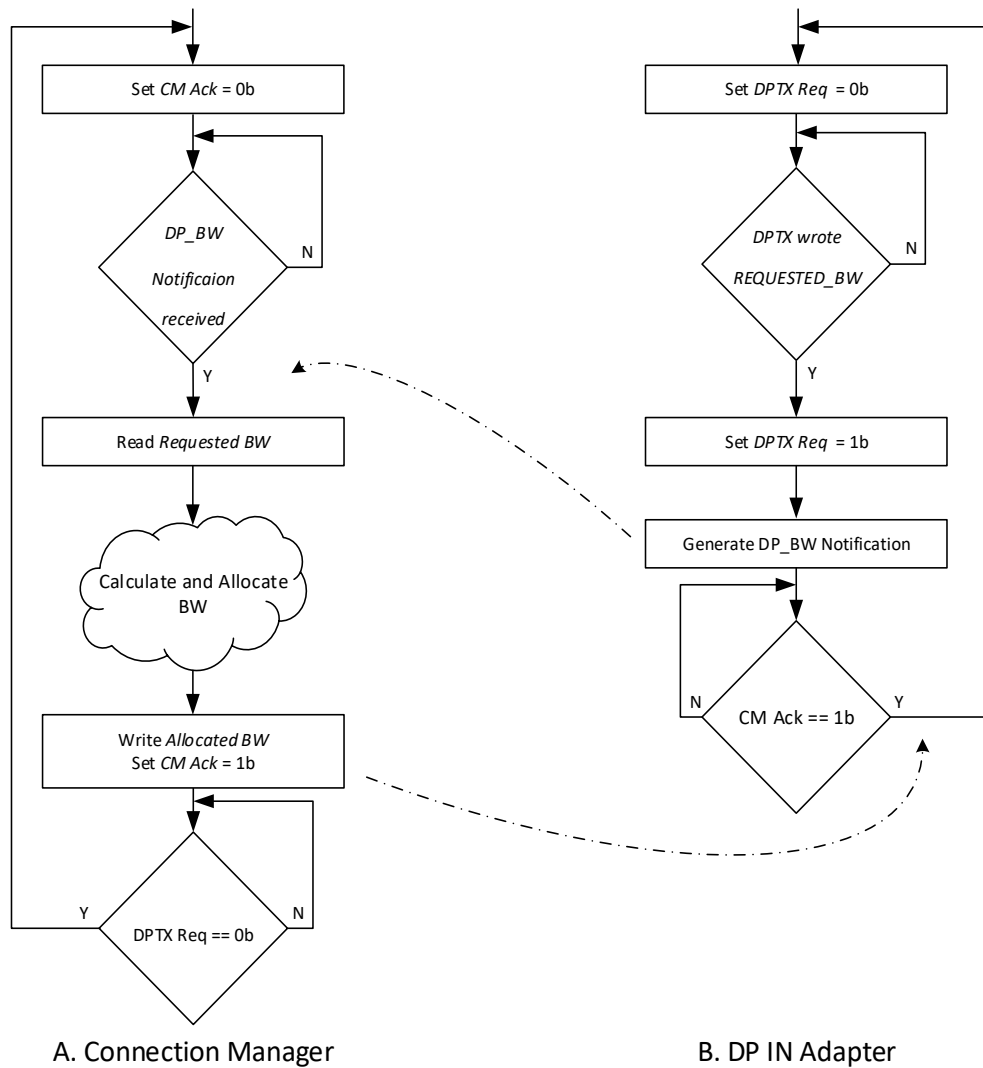 Set CM Ack = 0b
DP_BW
Notificaion
received
N
Y
Read Requested BW
Calculate and Allocate
BW
Write Allocated BW
Set CM Ack = 1b
DPTX Req == 0b
Y
N
A. Connection Manager
Set DPTX Req = 0b
DPTX wrote
REQUESTED_BW
N
Y
Set DPTX Req = 1b
Generate DP_BW Notification
CM Ack == 1b
N
Y
B. DP IN Adapter